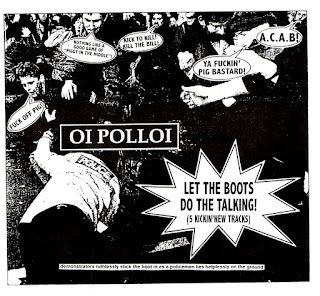 NOTHING LIKE A
GOOD GAME OF
"PIGGY IN THE MIDDLE"!
KICK TO KILL!
KILL THE BILL!
A.C.A.B!
YA FUCKIN'
PIG BASTARD!
FUCK OFF PIG!
OI POLLOI
POLICE
LET THE BOOTS
DO THE TALKING!
(5 KICKIN'NEW TRACKS)
demonstrators ruthlessly stick the boot in as a policeman lies helplessly on the ground